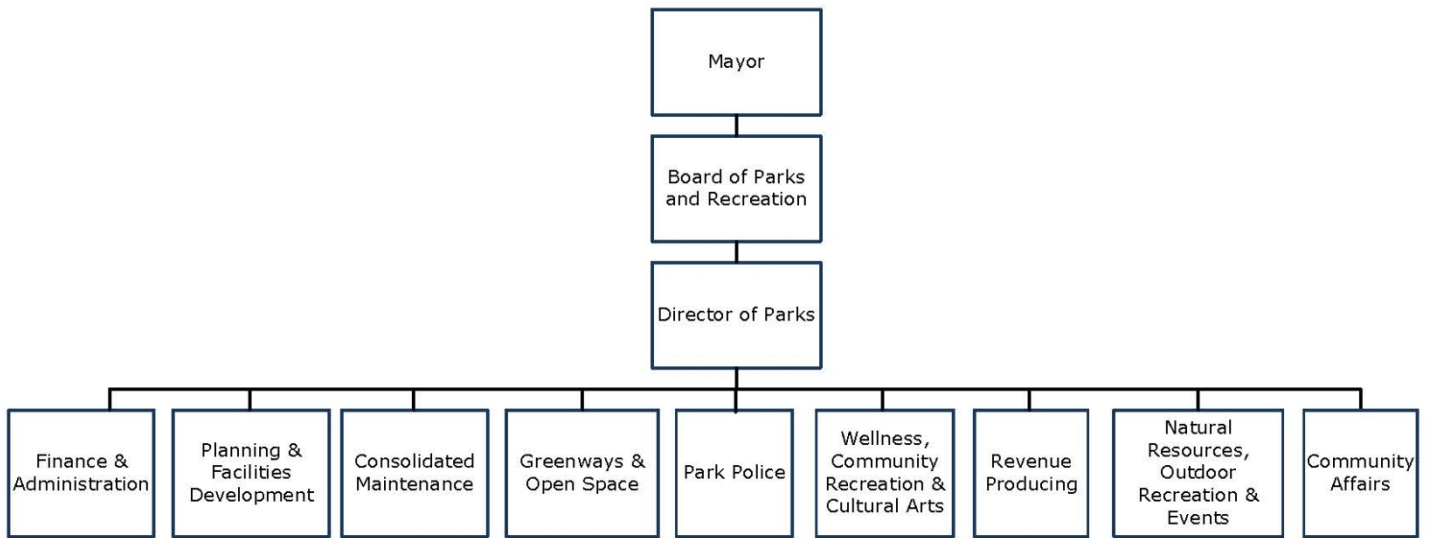 Mayor
Board of Parks
and Recreation
Director of Parks
Finance &
Administration
Planning &
Facilities
Development
Consolidated
Maintenance
Greenways &
Open Space
Park Police
Wellness,
Community
Recreation &
Cultural Arts
Revenue
Producing
Natural
Resources,
Outdoor
Recreation &
Events
Community
Affairs